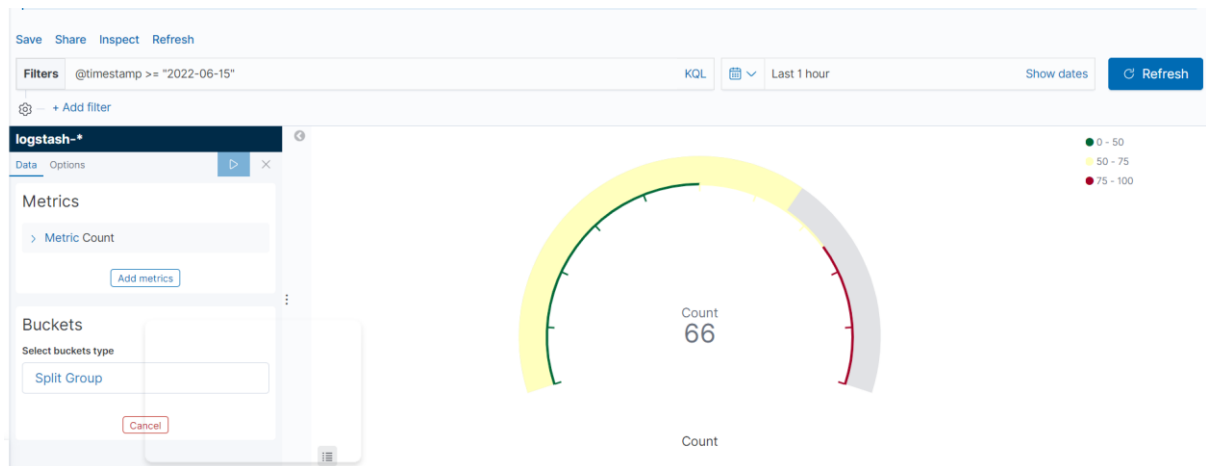 Save Share Inspect Refresh
Filters @timestamp >= "2022-06-15" KQL Last 1 hour Show dates Refresh
+ Add filter
logstash-*
Data Options
Metrics
Metric Count
Add metrics
Buckets
Select buckets type
Split Group
Cancel
Count
66
Count
0 - 50
50 - 75
75 - 100